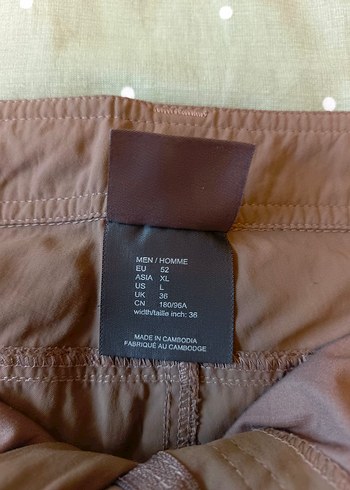 MEN / HOMME
EU 52
ASIA XL
US L
UK 36
CN 180/96A
width/taille inch: 36
MADE IN CAMBODIA
FABRIQUÉ AU CAMBODGE